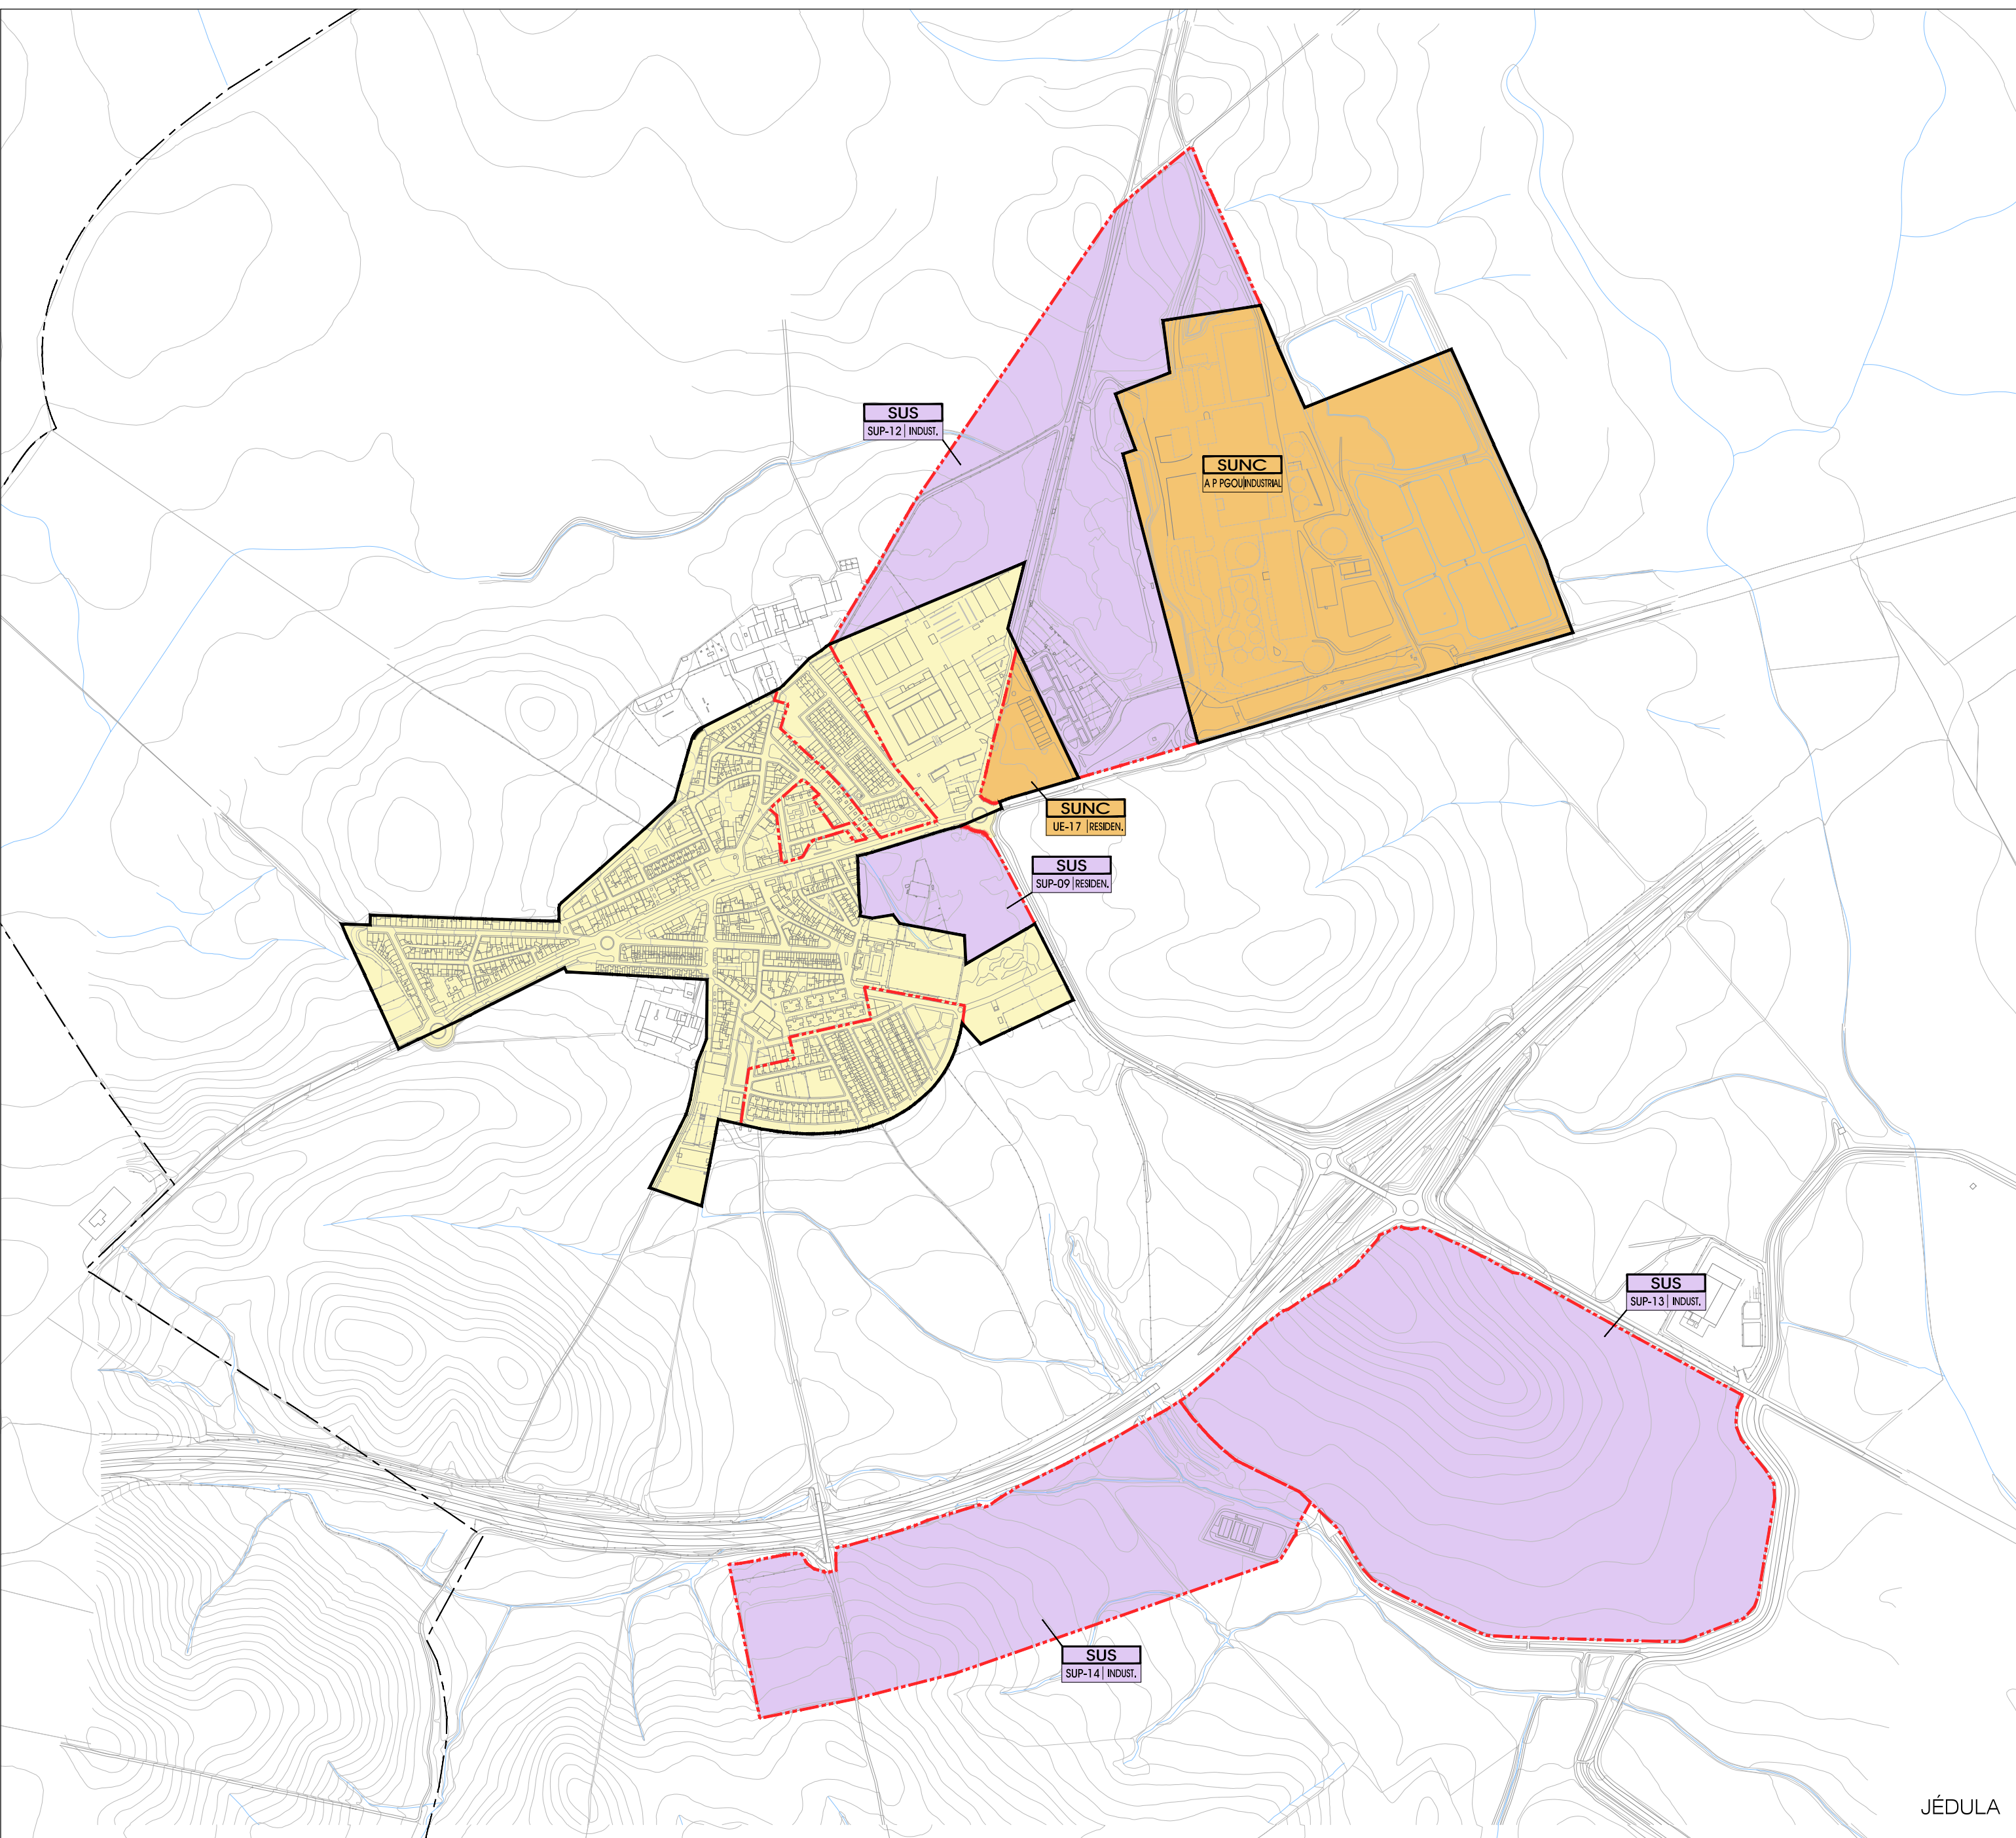 SUS
SUP-12 INDUST.
SUNC
A P PGOU INDUSTRIAL
SUNC
UE-17 RESIDEN.
SUS
SUP-09 RESIDEN.
SUS
SUP-13 INDUST.
SUS
SUP-14 INDUST.
JÉDULA